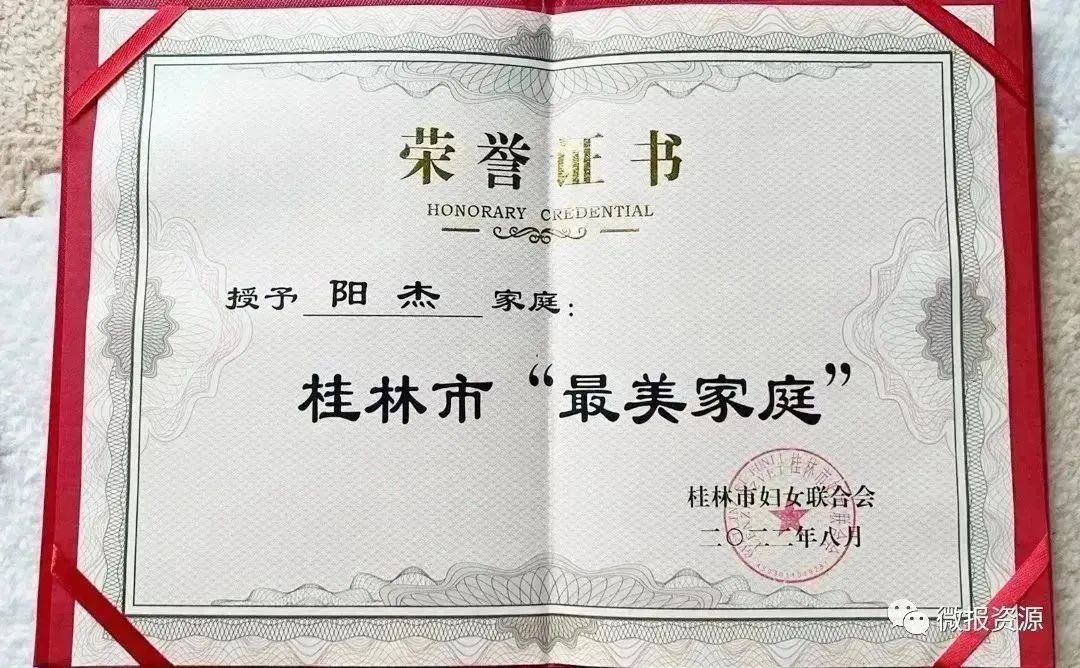 荣誉证书
HONORARY CREDENTIAL
授予 阳杰 家庭：
桂林市“最美家庭”
桂林市妇女联合会
二〇二二年八月
微报资源